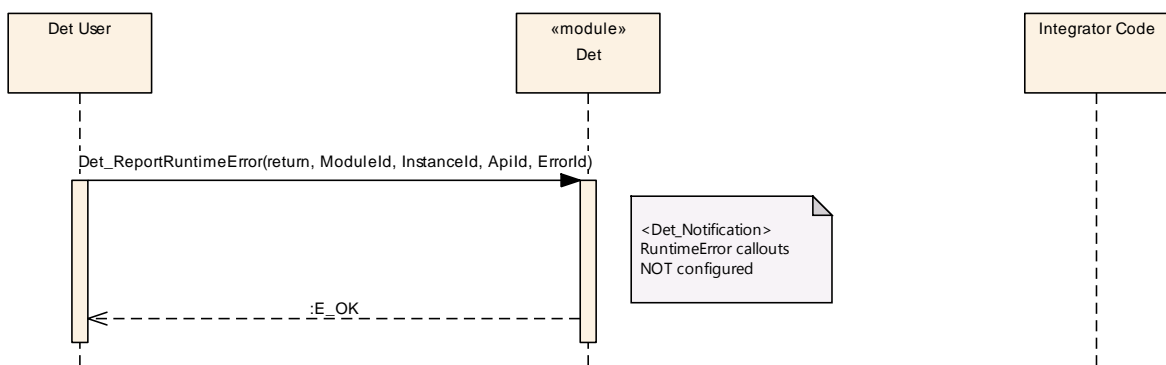 Det User
«module»
Det
Integrator Code
Det_ReportRuntimeError(return, ModuleId, InstanceId, ApiId, ErrorId)
<Det_Notification>
RuntimeError callouts
NOT configured
:E_OK